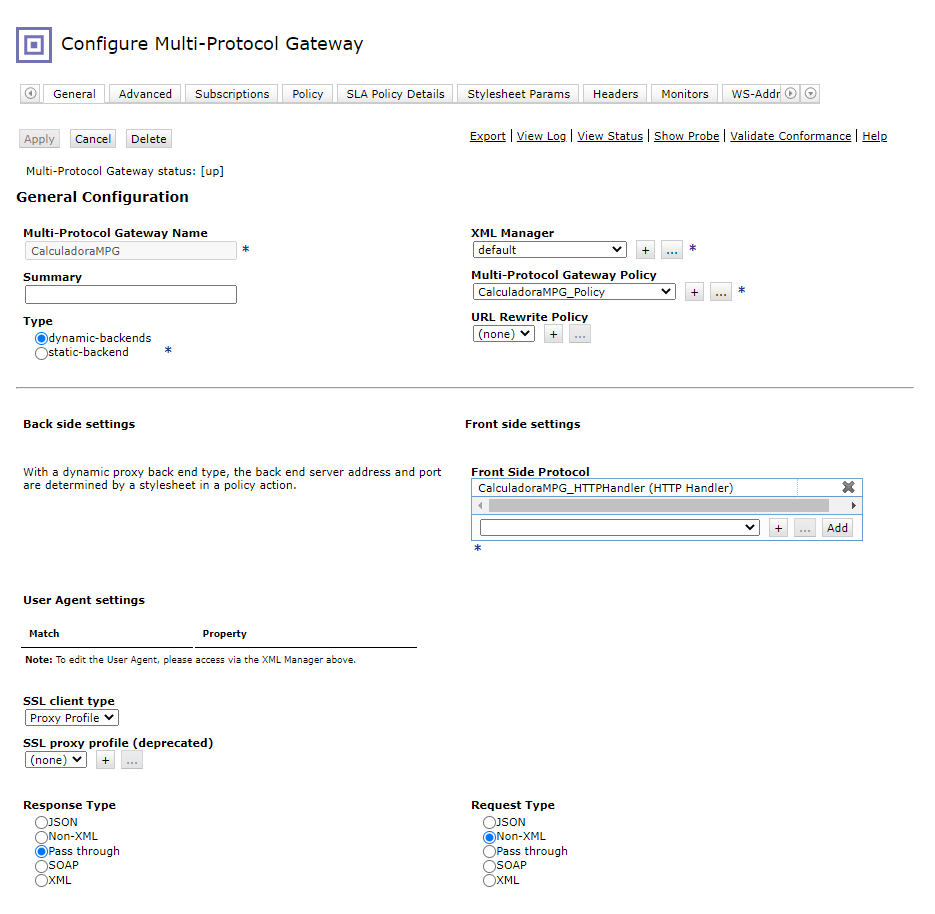 Configure Multi-Protocol Gateway
General Advanced Subscriptions Policy SLA Policy Details Stylesheet Params Headers Monitors WS-Addr
Apply Cancel Delete
Export | View Log | View Status | Show Probe | Validate Conformance | Help
Multi-Protocol Gateway status: [up]
General Configuration
Multi-Protocol Gateway Name
CalculadoraMPG *
Summary
Type
dynamic-backends
static-backend *
XML Manager
default + ... *
Multi-Protocol Gateway Policy
CalculadoraMPG_Policy + ... *
URL Rewrite Policy
(none) + ...
Back side settings
With a dynamic proxy back end type, the back end server address and port
are determined by a stylesheet in a policy action.
Front side settings
Front Side Protocol
CalculadoraMPG_HTTPHandler (HTTP Handler)
+ ... Add
*
User Agent settings
Match Property
Note: To edit the User Agent, please access via the XML Manager above.
SSL client type
Proxy Profile
SSL proxy profile (deprecated)
(none) + ...
Response Type
JSON
Non-XML
Pass through
SOAP
XML
Request Type
JSON
Non-XML
Pass through
SOAP
XML